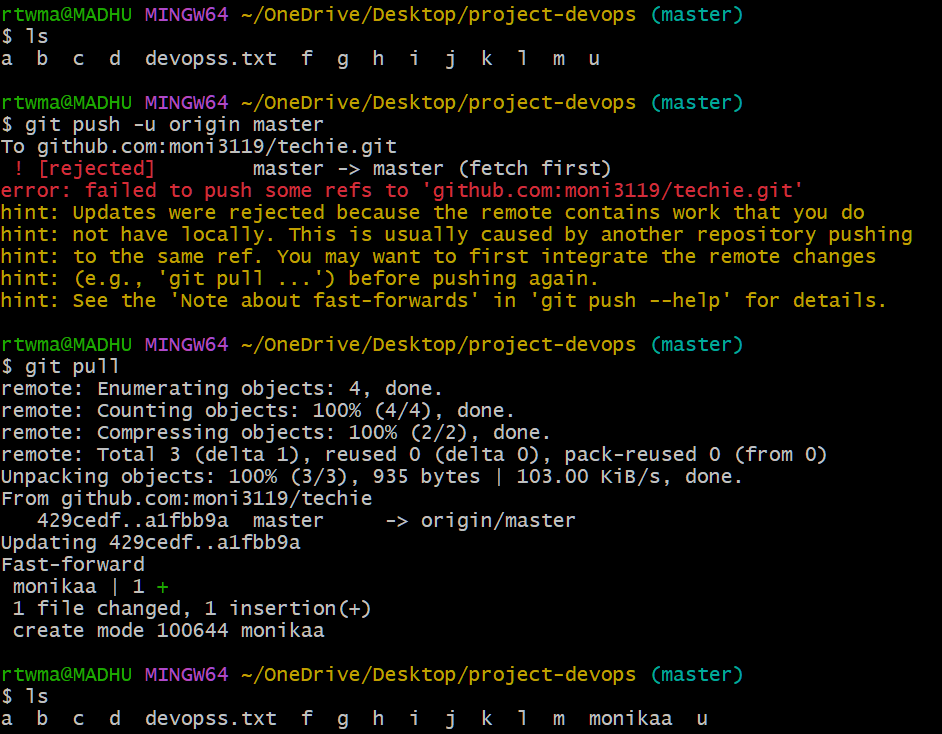 rtwma@MADHU MINGW64 ~/OneDrive/Desktop/project-devops (master)
$ ls
a  b  c  d  devopss.txt  f  g  h  i  j  k  l  m  u

rtwma@MADHU MINGW64 ~/OneDrive/Desktop/project-devops (master)
$ git push -u origin master
To github.com:moni3119/techie.git
 ! [rejected]        master -> master (fetch first)
error: failed to push some refs to 'github.com:moni3119/techie.git'
hint: Updates were rejected because the remote contains work that you do
hint: not have locally. This is usually caused by another repository pushing
hint: to the same ref. You may want to first integrate the remote changes
hint: (e.g., 'git pull ...') before pushing again.
hint: See the 'Note about fast-forwards' in 'git push --help' for details.

rtwma@MADHU MINGW64 ~/OneDrive/Desktop/project-devops (master)
$ git pull
remote: Enumerating objects: 4, done.
remote: Counting objects: 100% (4/4), done.
remote: Compressing objects: 100% (2/2), done.
remote: Total 3 (delta 1), reused 0 (delta 0), pack-reused 0 (from 0)
Unpacking objects: 100% (3/3), 935 bytes | 103.00 KiB/s, done.
From github.com:moni3119/techie
   429cedf..a1fbb9a  master     -> origin/master
Updating 429cedf..a1fbb9a
Fast-forward
 monikaa | 1 +
 1 file changed, 1 insertion(+)
 create mode 100644 monikaa

rtwma@MADHU MINGW64 ~/OneDrive/Desktop/project-devops (master)
$ ls
a  b  c  d  devopss.txt  f  g  h  i  j  k  l  m  monikaa  u